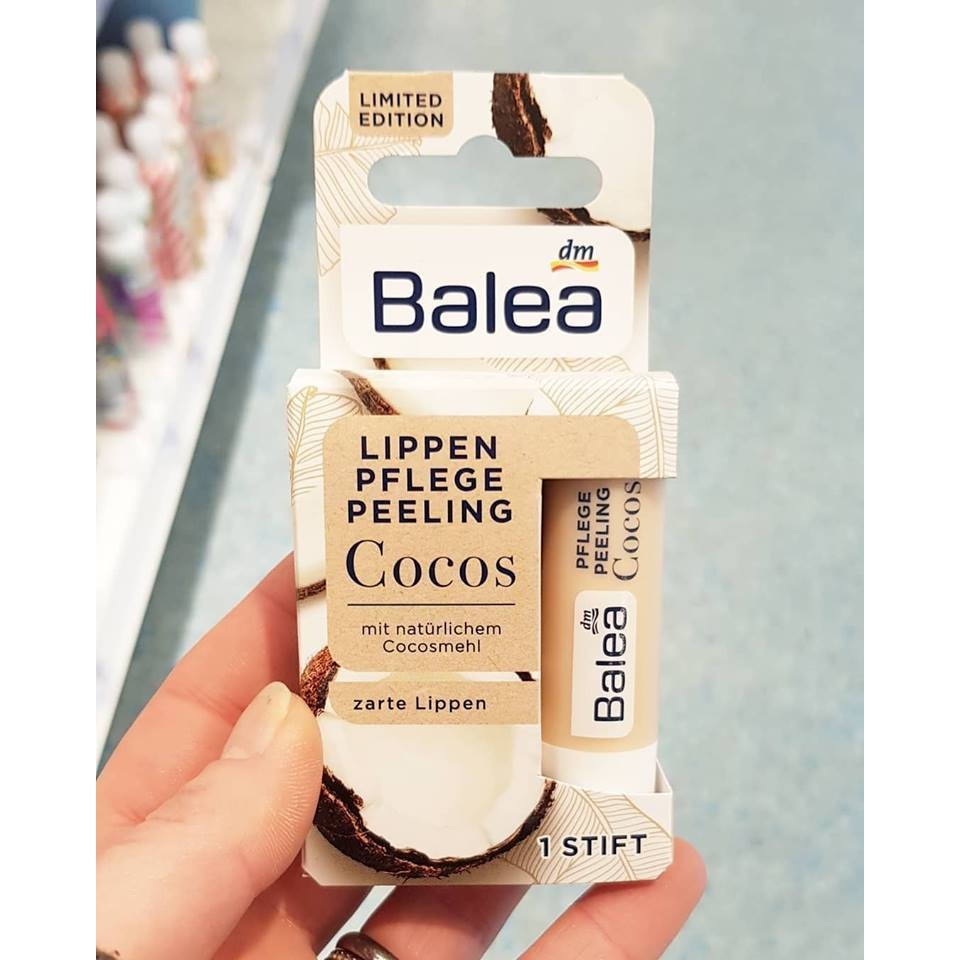 LIMITED
EDITION
dm
Balea
LIPPEN
PFLEGE
PEELING
Cocos
mit natürlichem
Cocosmehl
zarte Lippen
PFLEGE
PEELING
Cocos
dm
Balea
1 STIFT